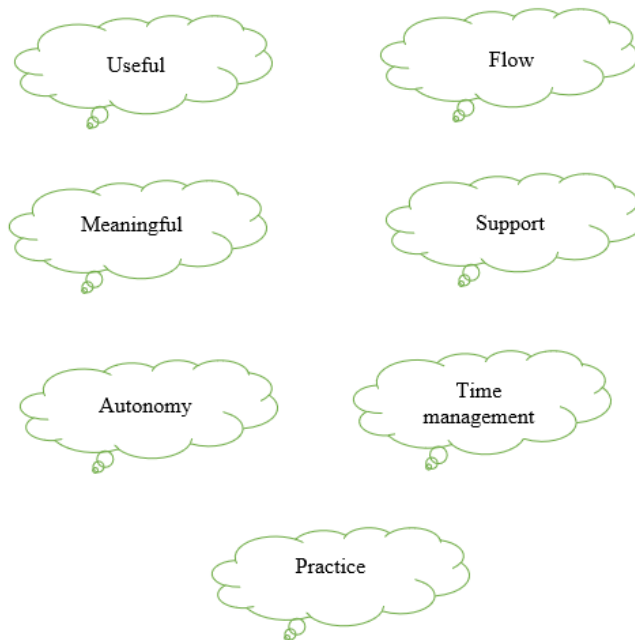 Useful
Flow
Meaningful
Support
Autonomy
Time
management
Practice